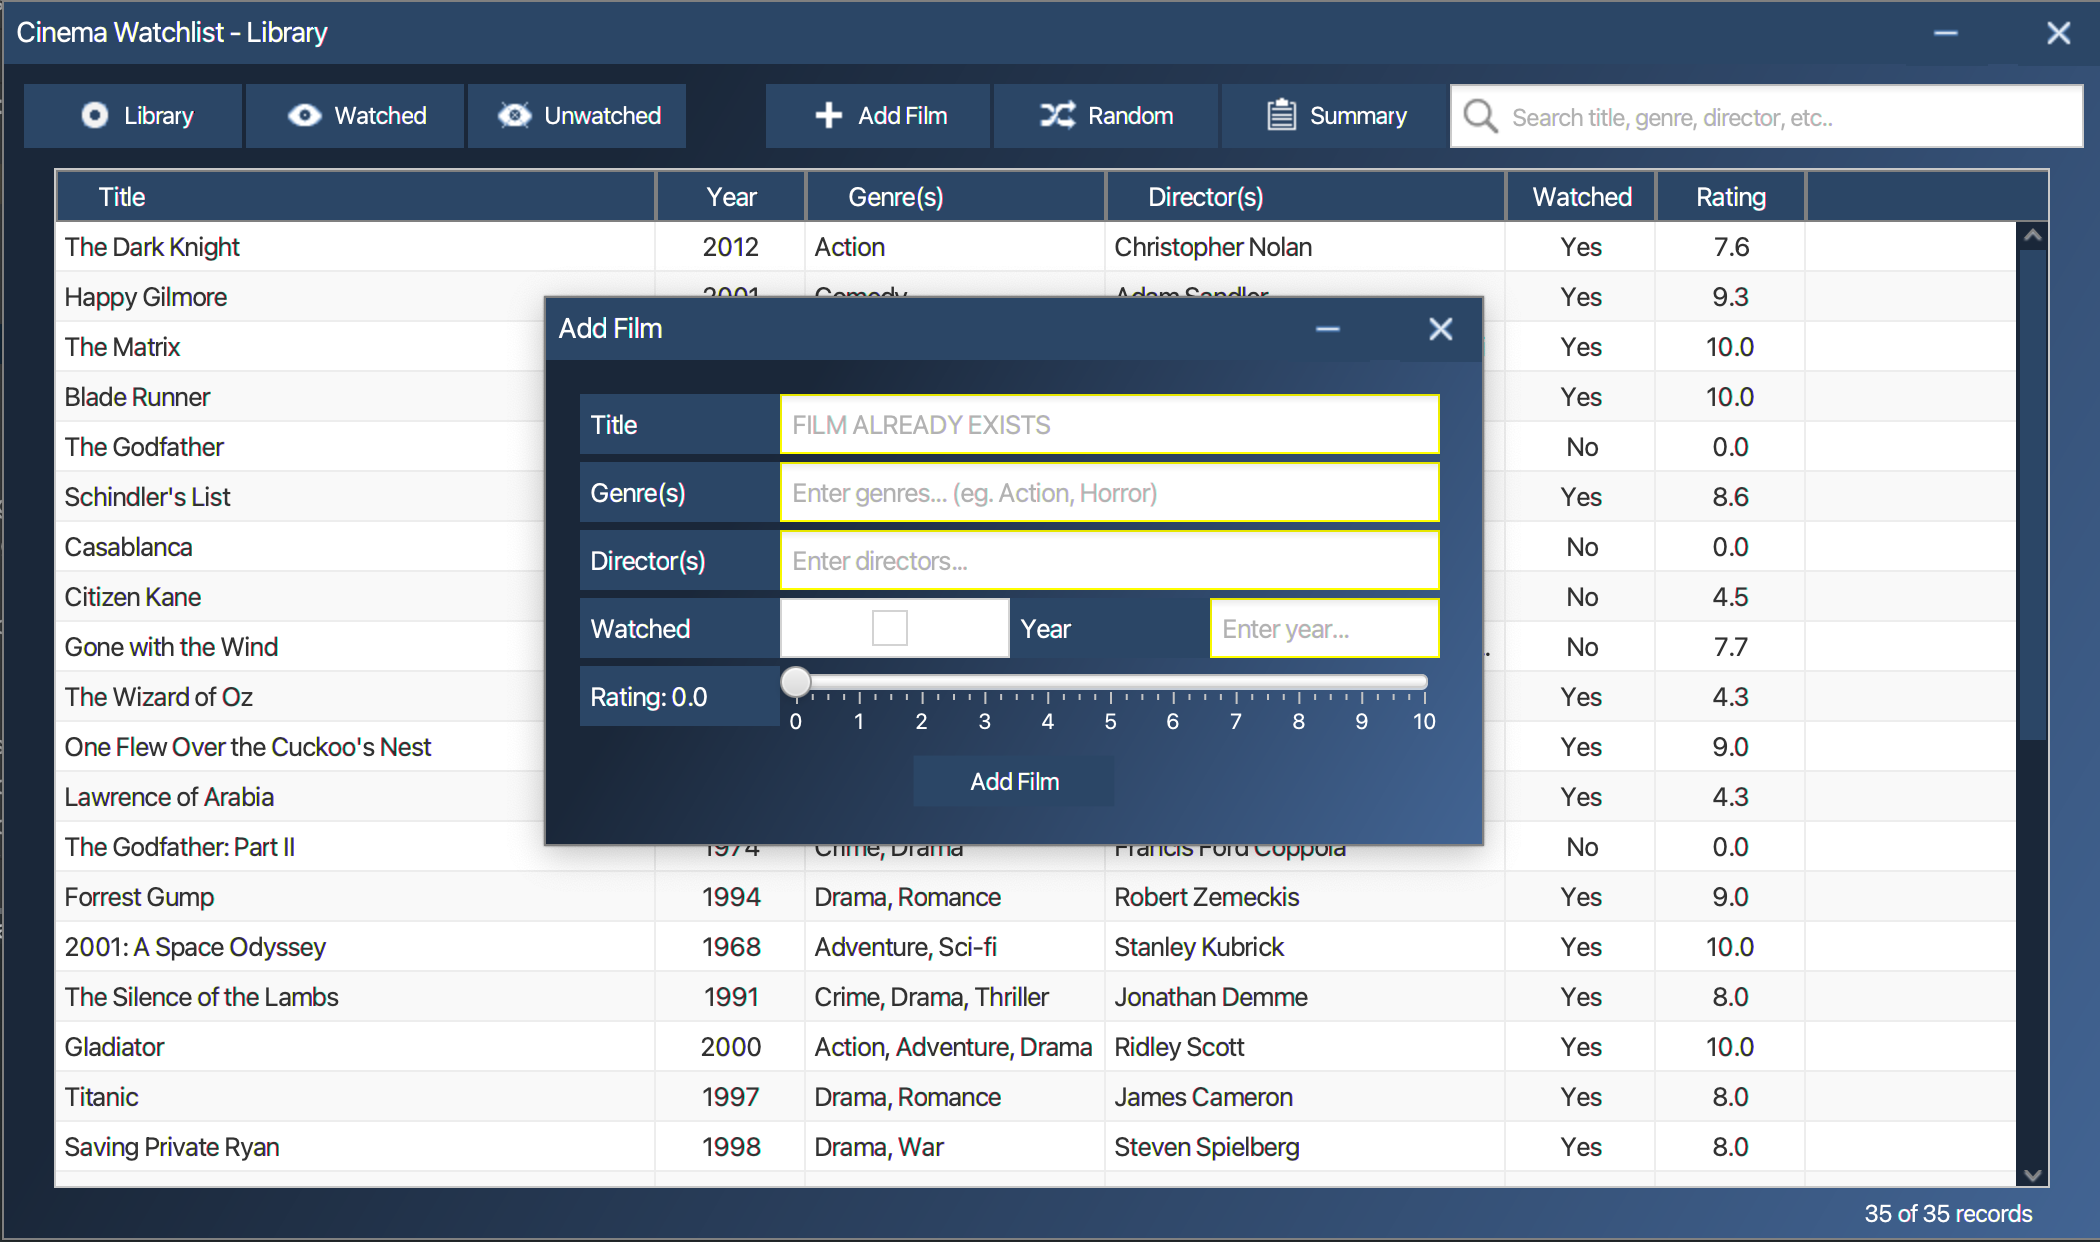 Cinema Watchlist - Library
Library Watched Unwatched Add Film Random Summary Search title, genre, director, etc..
Title Year Genre(s) Director(s) Watched Rating
The Dark Knight 2012 Action Christopher Nolan Yes 7.6
Happy Gilmore 2001 Comedy Adam Sandler Yes 9.3
Add Film
The Matrix Yes 10.0
Blade Runner Yes 10.0
Title FILM ALREADY EXISTS
The Godfather No 0.0
Genre(s) Enter genres... (eg. Action, Horror)
Schindler's List Yes 8.6
Director(s) Enter directors...
Casablanca No 0.0
Citizen Kane No 4.5
Watched Year Enter year...
Gone with the Wind No 7.7
The Wizard of Oz Yes 4.3
Rating: 0.0
0 1 2 3 4 5 6 7 8 9 10
One Flew Over the Cuckoo's Nest Yes 9.0
Add Film
Lawrence of Arabia Yes 4.3
The Godfather: Part II 1974 Crime, Drama Francis Ford Coppola No 0.0
Forrest Gump 1994 Drama, Romance Robert Zemeckis Yes 9.0
2001: A Space Odyssey 1968 Adventure, Sci-fi Stanley Kubrick Yes 10.0
The Silence of the Lambs 1991 Crime, Drama, Thriller Jonathan Demme Yes 8.0
Gladiator 2000 Action, Adventure, Drama Ridley Scott Yes 10.0
Titanic 1997 Drama, Romance James Cameron Yes 8.0
Saving Private Ryan 1998 Drama, War Steven Spielberg Yes 8.0
35 of 35 records